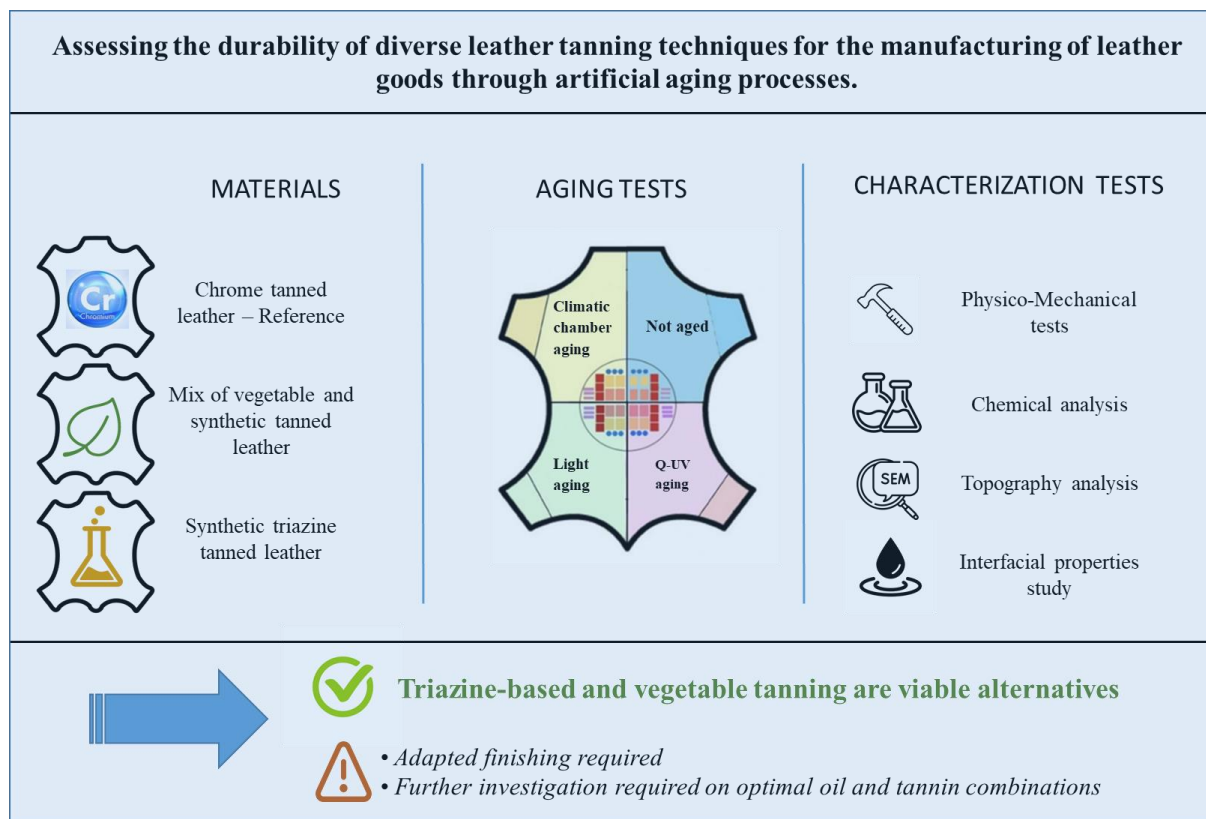 Assessing the durability of diverse leather tanning techniques for the manufacturing of leather
goods through artificial aging processes.
MATERIALS
Cr
Chrome tanned
leather – Reference
Mix of vegetable and
synthetic tanned
leather
Synthetic triazine
tanned leather
AGING TESTS
Climatic
chamber
aging
Not aged
Light
aging
Q-UV
aging
CHARACTERIZATION TESTS
Physico-Mechanical
tests
Chemical analysis
SEM
Topography analysis
Interfacial properties
study
Triazine-based and vegetable tanning are viable alternatives
• Adapted finishing required
• Further investigation required on optimal oil and tannin combinations